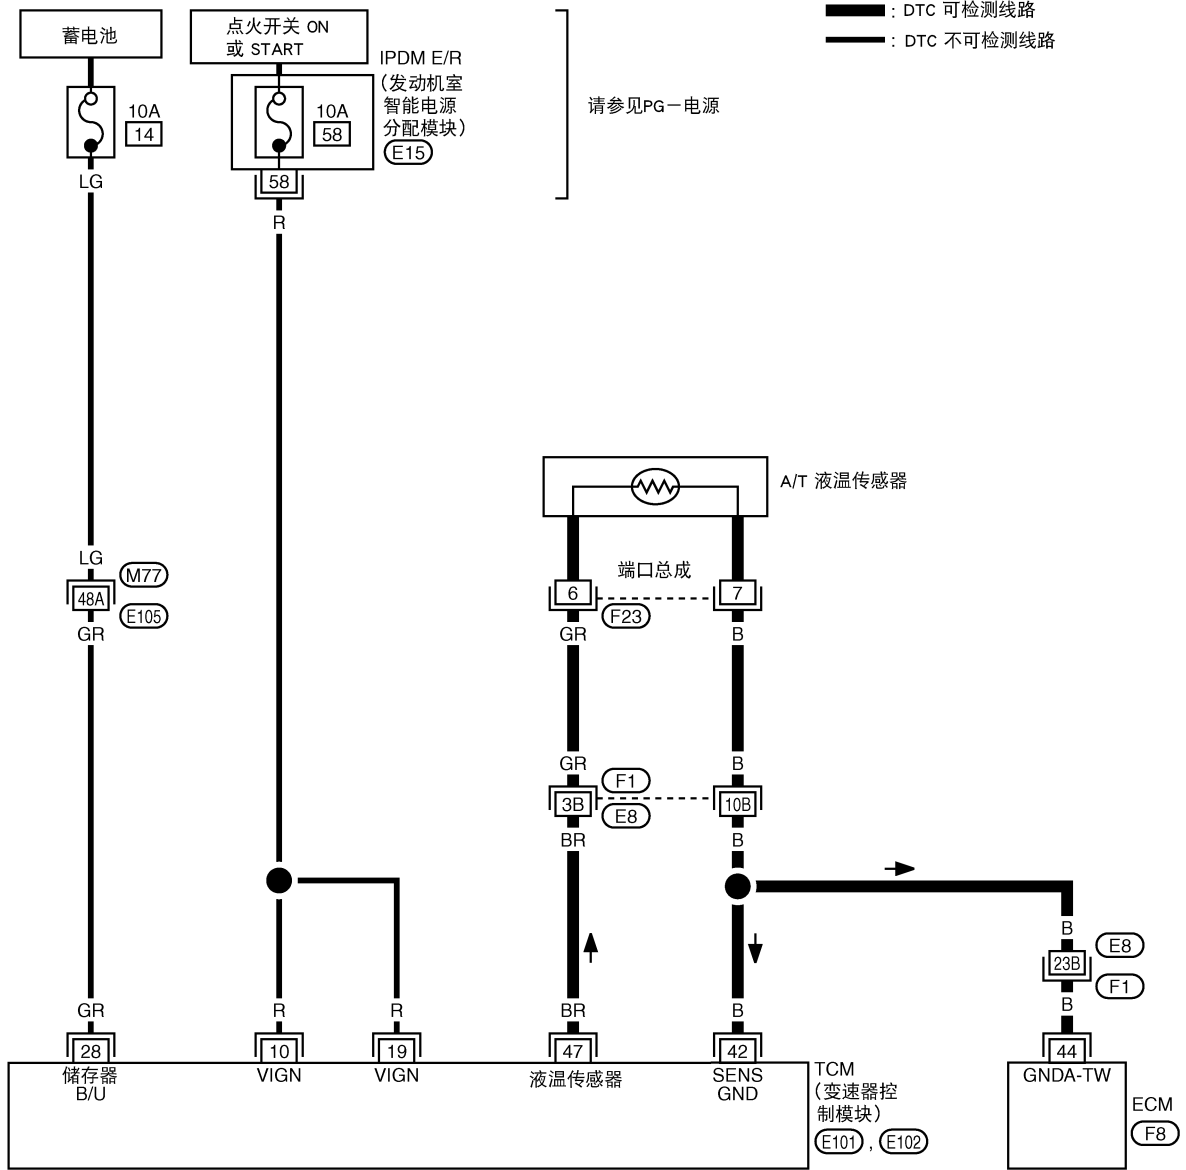 蓄电池
点火开关 ON
或 START
: DTC 可检测线路
: DTC 不可检测线路
IPDM E/R
(发动机室
智能电源
分配模块)
E15
10A
14
10A
58
请参见PG－电源
58
LG
R
A/T 液温传感器
LG
M77
48A
E105
GR
端口总成
6
7
F23
GR
B
GR
B
F1
3B
10B
E8
BR
B
B
E8
23B
F1
B
GR
R
R
BR
B
28
10
19
47
42
44
储存器
B/U
VIGN
VIGN
液温传感器
SENS
GND
TCM
(变速器控
制模块)
E101 , E102
GNDA-TW
ECM
F8